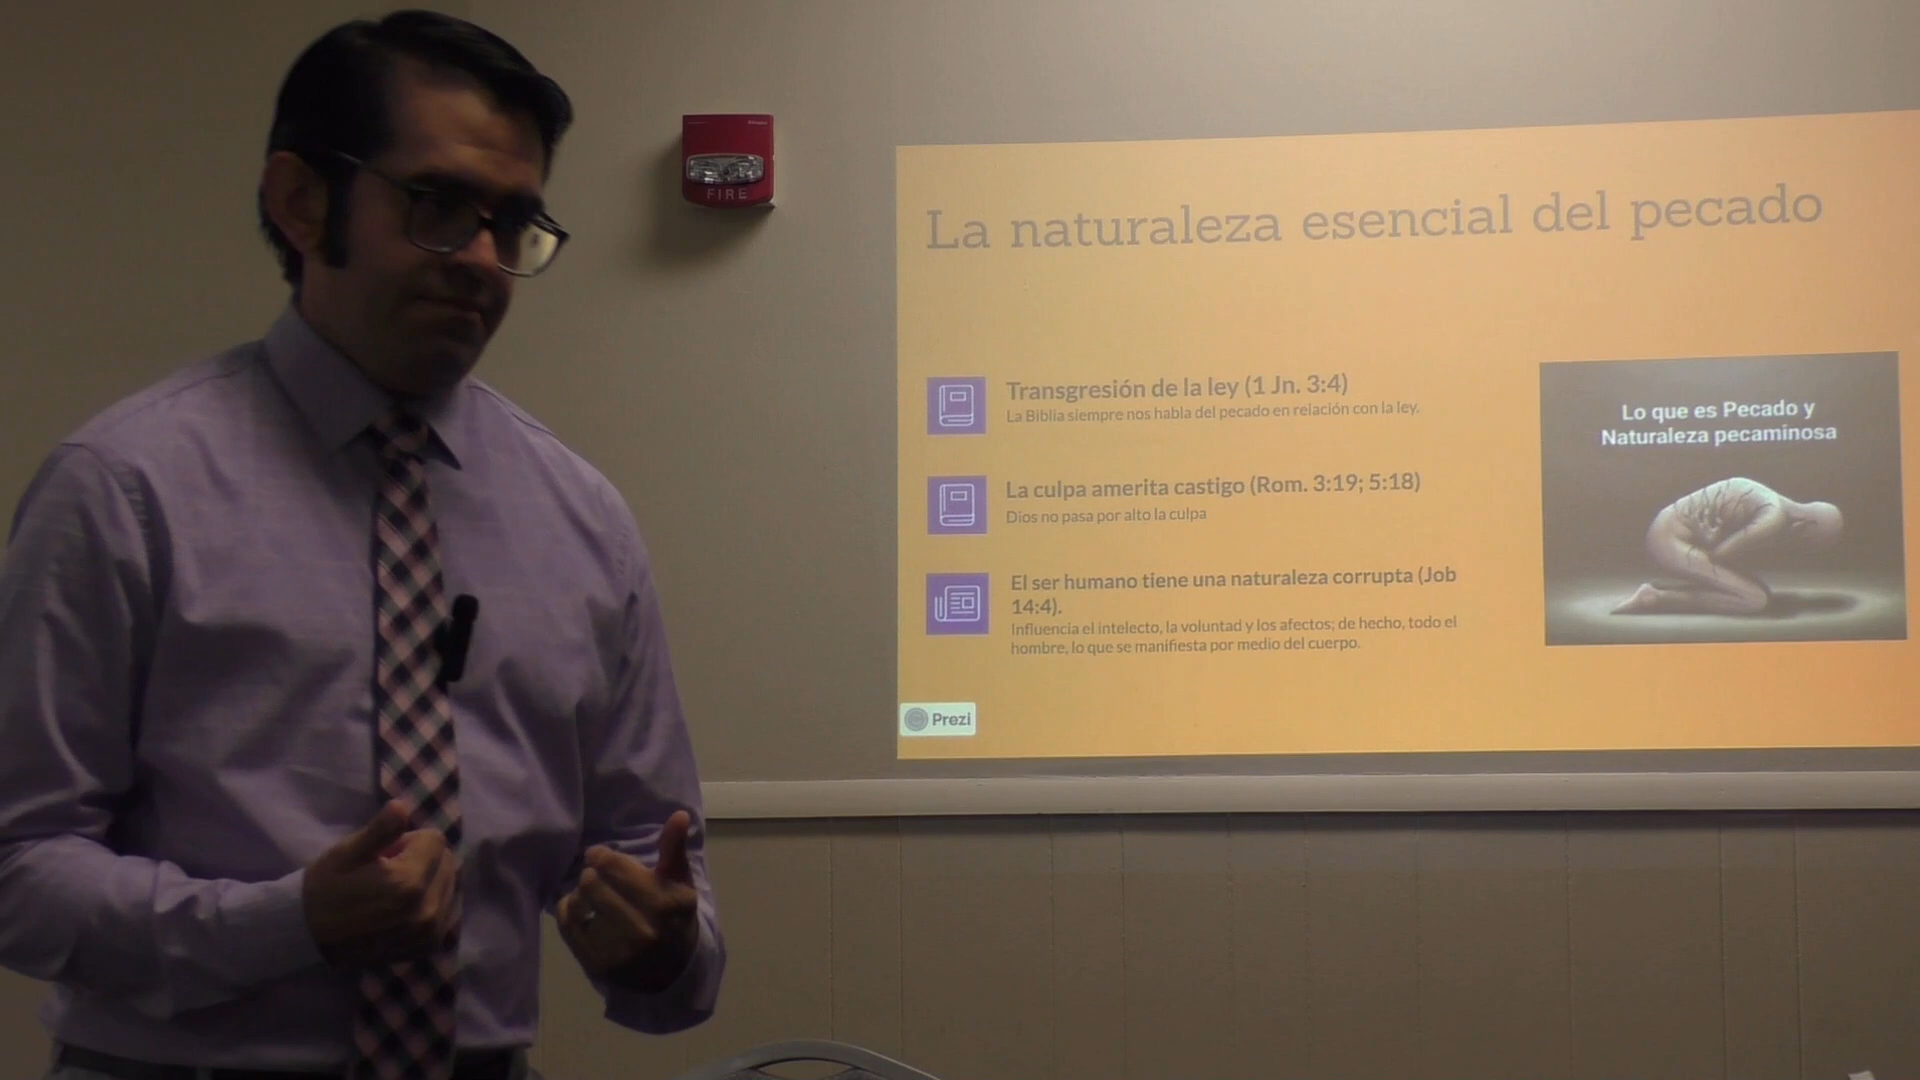 FIRE
La naturaleza esencial del pecado
Transgresión de la ley (1 Jn. 3:4)
La Biblia siempre nos habla del pecado en relación con la ley.
La culpa amerita castigo (Rom. 3:19; 5:18)
Dios no pasa por alto la culpa
El ser humano tiene una naturaleza corrupta (Job
14:4).
Influencia el intelecto, la voluntad y los afectos; de hecho, todo el
hombre, lo que se manifiesta por medio del cuerpo.
Lo que es Pecado y
Naturaleza pecaminosa
Prezi